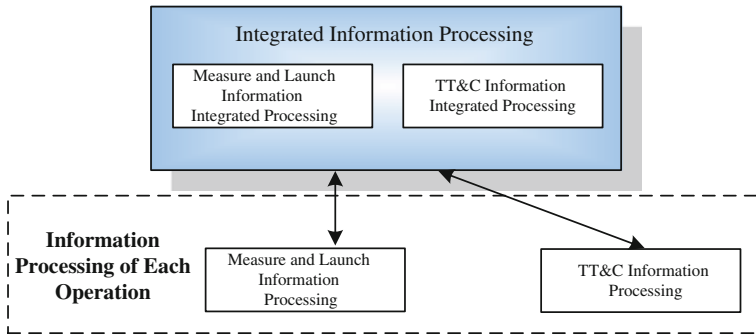 Integrated Information Processing
Measure and Launch
Information
Integrated Processing
TT&C Information
Integrated Processing
Information
Processing of Each
Operation
Measure and Launch
Information
Processing
TT&C Information
Processing